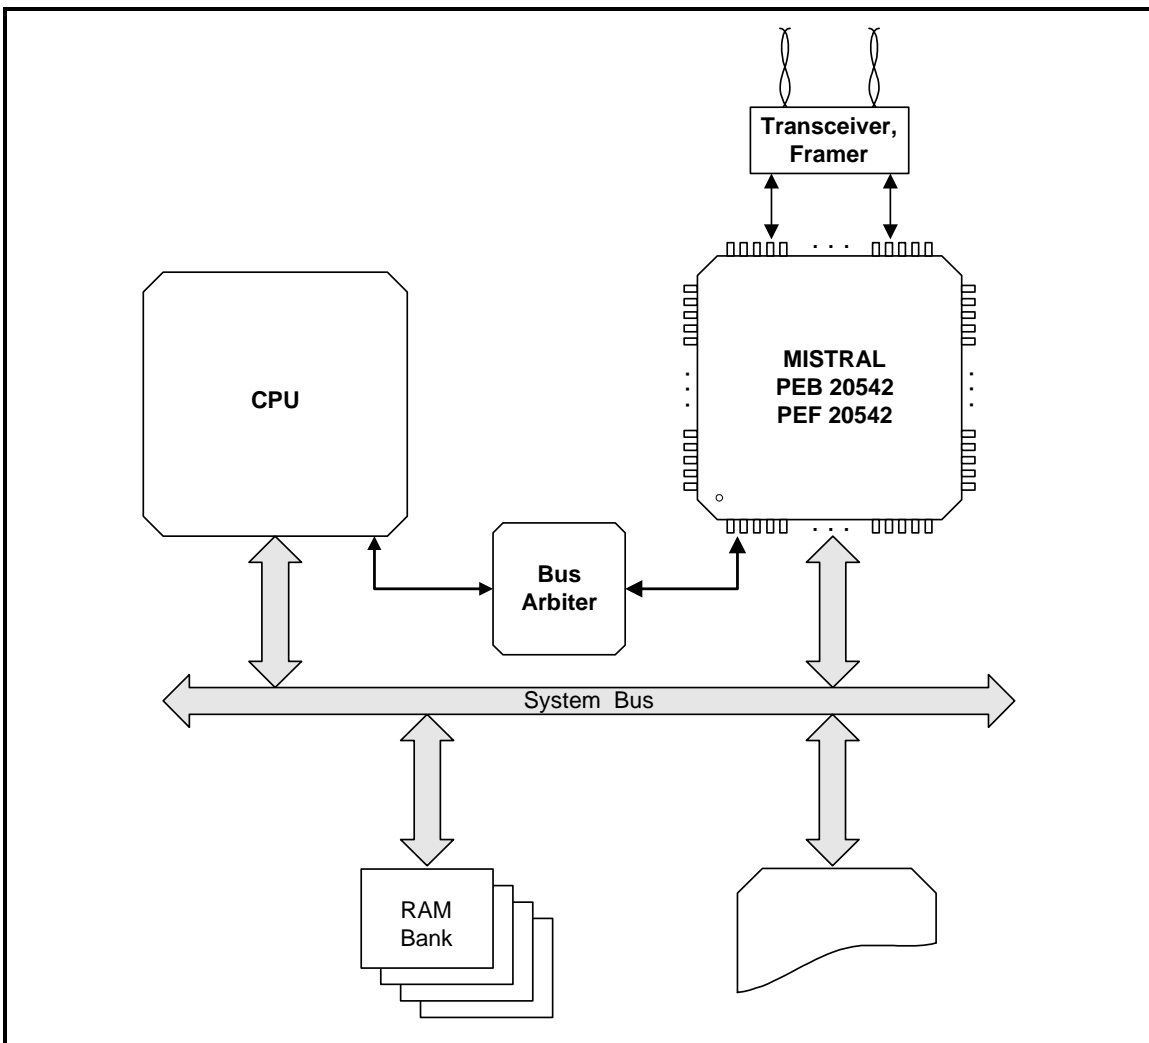 Transceiver,
Framer
CPU
MISTRAL
PEB 20542
PEF 20542
Bus
Arbiter
System Bus
RAM
Bank